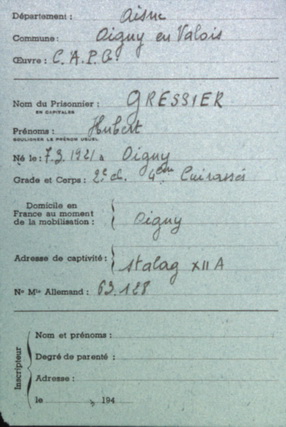 Département : Aisne
Commune : Oigny en Valois
Œuvre : C.A.P.G.
Nom du Prisonnier : GRESSIER
EN CAPITALES
Prénoms : Hubert
SOULIGNER LE PRÉNOM USUEL
Né le : 7.3.1921 à Oigny
Grade et Corps : 2e cl. 4ème Cuirassés
Domicile en
France au moment
de la mobilisation : Oigny
Adresse de captivité : Stalag XII A
No Mle Allemand : 63.128
Inscripteur
Nom et prénoms :
Degré de parenté :
Adresse :
le , 194